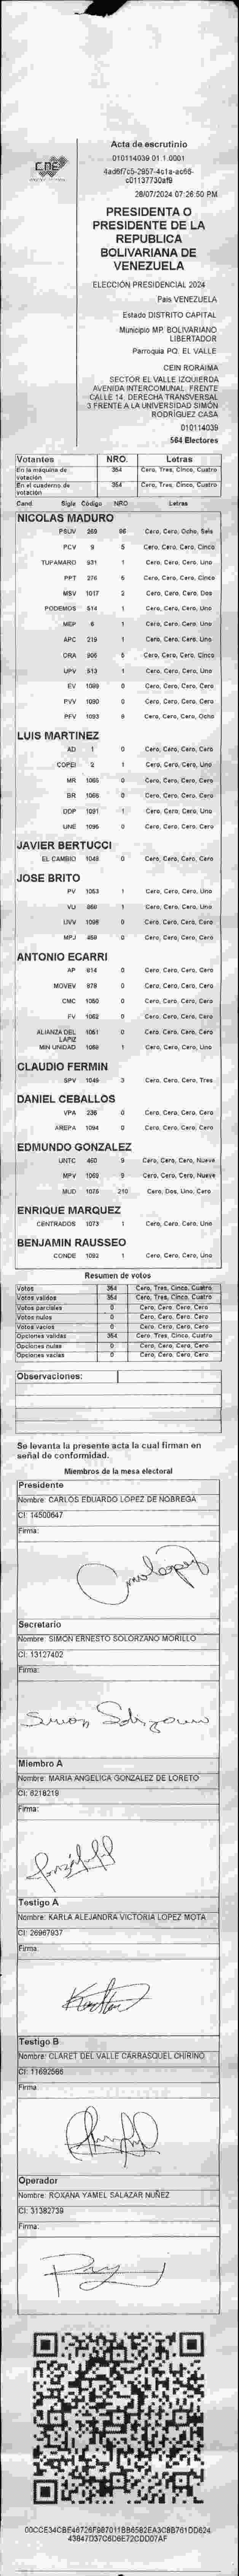 CNE
Acta de escrutinio
010114039 01 1 0001
4ad6f7c5-2957-4c1a-ac66-
c01137730af9
28/07/2024 07:26:50 PM
PRESIDENTA O
PRESIDENTE DE LA
REPUBLICA
BOLIVARIANA DE
VENEZUELA
ELECCIÓN PRESIDENCIAL 2024
Pais VENEZUELA
Estado DISTRITO CAPITAL
Municipio MP. BOLIVARIANO
LIBERTADOR
Parroquia PQ. EL VALLE
CEIN RORAIMA
SECTOR EL VALLE IZQUIERDA
AVENIDA INTERCOMUNAL. FRENTE
CALLE 14. DERECHA TRANSVERSAL
3 FRENTE A LA UNIVERSIDAD SIMÓN
RODRÍGUEZ CASA
010114039
564 Electores
Votantes NRO. Letras
En la máquina de votación 354 Cero, Tres, Cinco, Cuatro
En el cuaderno de votación 354 Cero, Tres, Cinco, Cuatro
Cand. Sigla Código NRO Letras
NICOLAS MADURO
PSUV 269 86 Cero, Cero, Ocho, Seis
PCV 9 5 Cero, Cero, Cero, Cinco
TUPAMARO 931 1 Cero, Cero, Cero, Uno
PPT 276 5 Cero, Cero, Cero, Cinco
MSV 1017 2 Cero, Cero, Cero, Dos
PODEMOS 514 1 Cero, Cero, Cero, Uno
MEP 6 1 Cero, Cero, Cero, Uno
APC 219 1 Cero, Cero, Cero, Uno
DRA 906 5 Cero, Cero, Cero, Cinco
UPV 513 1 Cero, Cero, Cero, Uno
EV 1089 0 Cero, Cero, Cero, Cero
PVV 1090 0 Cero, Cero, Cero, Cero
PFV 1093 8 Cero, Cero, Cero, Ocho
LUIS MARTINEZ
AD 1 0 Cero, Cero, Cero, Cero
COPEI 2 1 Cero, Cero, Cero, Uno
MR 1065 0 Cero, Cero, Cero, Cero
BR 1066 0 Cero, Cero, Cero, Cero
DDP 1091 1 Cero, Cero, Cero, Uno
UNE 1095 0 Cero, Cero, Cero, Cero
JAVIER BERTUCCI
EL CAMBIO 1048 0 Cero, Cero, Cero, Cero
JOSE BRITO
PV 1053 1 Cero, Cero, Cero, Uno
VU 868 1 Cero, Cero, Cero, Uno
UVV 1098 0 Cero, Cero, Cero, Cero
MPJ 459 0 Cero, Cero, Cero, Cero
ANTONIO ECARRI
AP 814 0 Cero, Cero, Cero, Cero
MOVEV 878 0 Cero, Cero, Cero, Cero
CMC 1050 0 Cero, Cero, Cero, Cero
FV 1062 0 Cero, Cero, Cero, Cero
ALIANZA DEL LAPIZ 1051 0 Cero, Cero, Cero, Cero
MIN UNIDAD 1058 1 Cero, Cero, Cero, Uno
CLAUDIO FERMIN
SPV 1049 3 Cero, Cero, Cero, Tres
DANIEL CEBALLOS
VPA 236 0 Cero, Cero, Cero, Cero
AREPA 1094 0 Cero, Cero, Cero, Cero
EDMUNDO GONZALEZ
UNTC 460 9 Cero, Cero, Cero, Nueve
MPV 1069 9 Cero, Cero, Cero, Nueve
MUD 1075 210 Cero, Dos, Uno, Cero
ENRIQUE MARQUEZ
CENTRADOS 1073 1 Cero, Cero, Cero, Uno
BENJAMIN RAUSSEO
CONDE 1092 1 Cero, Cero, Cero, Uno
Resumen de votos
Votos 354 Cero, Tres, Cinco, Cuatro
Votos validos 354 Cero, Tres, Cinco, Cuatro
Votos parciales 0 Cero, Cero, Cero, Cero
Votos nulos 0 Cero, Cero, Cero, Cero
Votos vacios 0 Cero, Cero, Cero, Cero
Opciones validas 354 Cero, Tres, Cinco, Cuatro
Opciones nulas 0 Cero, Cero, Cero, Cero
Opciones vacias 0 Cero, Cero, Cero, Cero
Observaciones:
Se levanta la presente acta la cual firman en
señal de conformidad.
Miembros de la mesa electoral
Presidente
Nombre: CARLOS EDUARDO LOPEZ DE NOBREGA
CI: 14500647
Firma:
Secretario
Nombre: SIMÓN ERNESTO SOLORZANO MORILLO
CI: 13127402
Firma:
Miembro A
Nombre: MARIA ANGELICA GONZALEZ DE LORETO
CI: 6218219
Firma:
Testigo A
Nombre: KARLA ALEJANDRA VICTORIA LOPEZ MOTA
CI: 26967937
Firma:
Testigo B
Nombre: CLARET DEL VALLE CARRASQUEL CHIRINO
CI: 11692566
Firma:
Operador
Nombre: ROXANA YAMEL SALAZAR NUÑEZ
CI: 31382739
Firma: